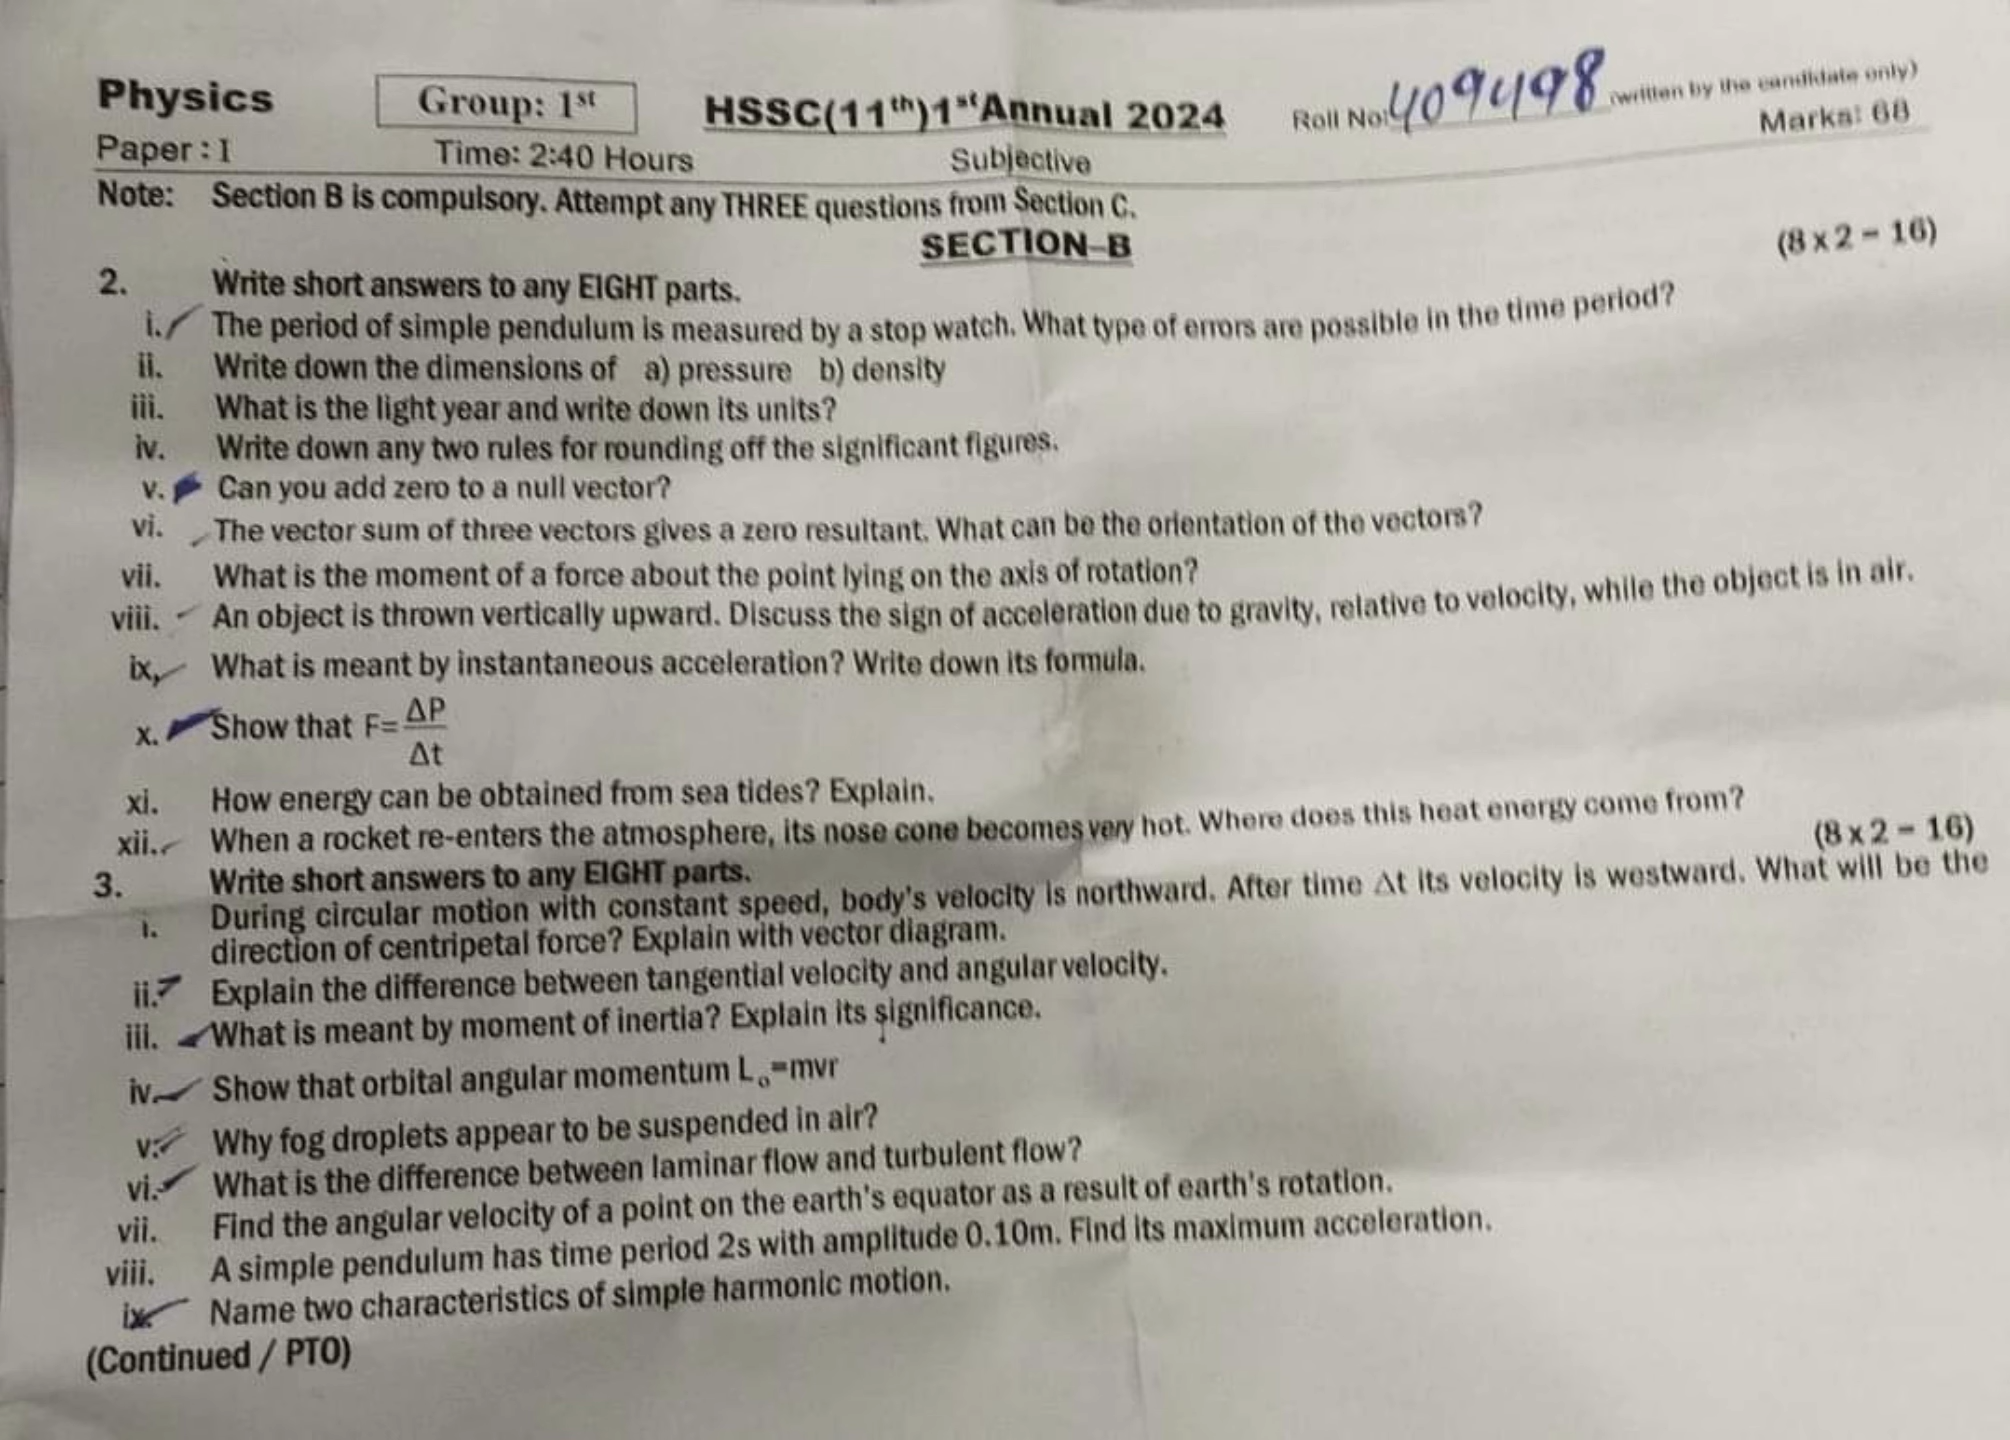 Physics Group: 1st HSSC(11th)1st Annual 2024 Roll No: 409498 (written by the candidate only)
Paper : I Time: 2:40 Hours Subjective Marks: 68
Note: Section B is compulsory. Attempt any THREE questions from Section C.
SECTION-B
2. Write short answers to any EIGHT parts. (8 x 2 - 16)
i. The period of simple pendulum is measured by a stop watch. What type of errors are possible in the time period?
ii. Write down the dimensions of a) pressure b) density
iii. What is the light year and write down its units?
iv. Write down any two rules for rounding off the significant figures.
v. Can you add zero to a null vector?
vi. The vector sum of three vectors gives a zero resultant. What can be the orientation of the vectors?
vii. What is the moment of a force about the point lying on the axis of rotation?
viii. An object is thrown vertically upward. Discuss the sign of acceleration due to gravity, relative to velocity, while the object is in air.
ix, What is meant by instantaneous acceleration? Write down its formula.
x. Show that F= ΔP / Δt
xi. How energy can be obtained from sea tides? Explain.
xii. When a rocket re-enters the atmosphere, its nose cone becomes very hot. Where does this heat energy come from?
3. Write short answers to any EIGHT parts. (8 x 2 - 16)
i. During circular motion with constant speed, body's velocity is northward. After time Δt its velocity is westward. What will be the
direction of centripetal force? Explain with vector diagram.
ii. Explain the difference between tangential velocity and angular velocity.
iii. What is meant by moment of inertia? Explain its significance.
iv. Show that orbital angular momentum L₀=mvr
v. Why fog droplets appear to be suspended in air?
vi. What is the difference between laminar flow and turbulent flow?
vii. Find the angular velocity of a point on the earth's equator as a result of earth's rotation.
viii. A simple pendulum has time period 2s with amplitude 0.10m. Find its maximum acceleration.
ix. Name two characteristics of simple harmonic motion.
(Continued / PTO)